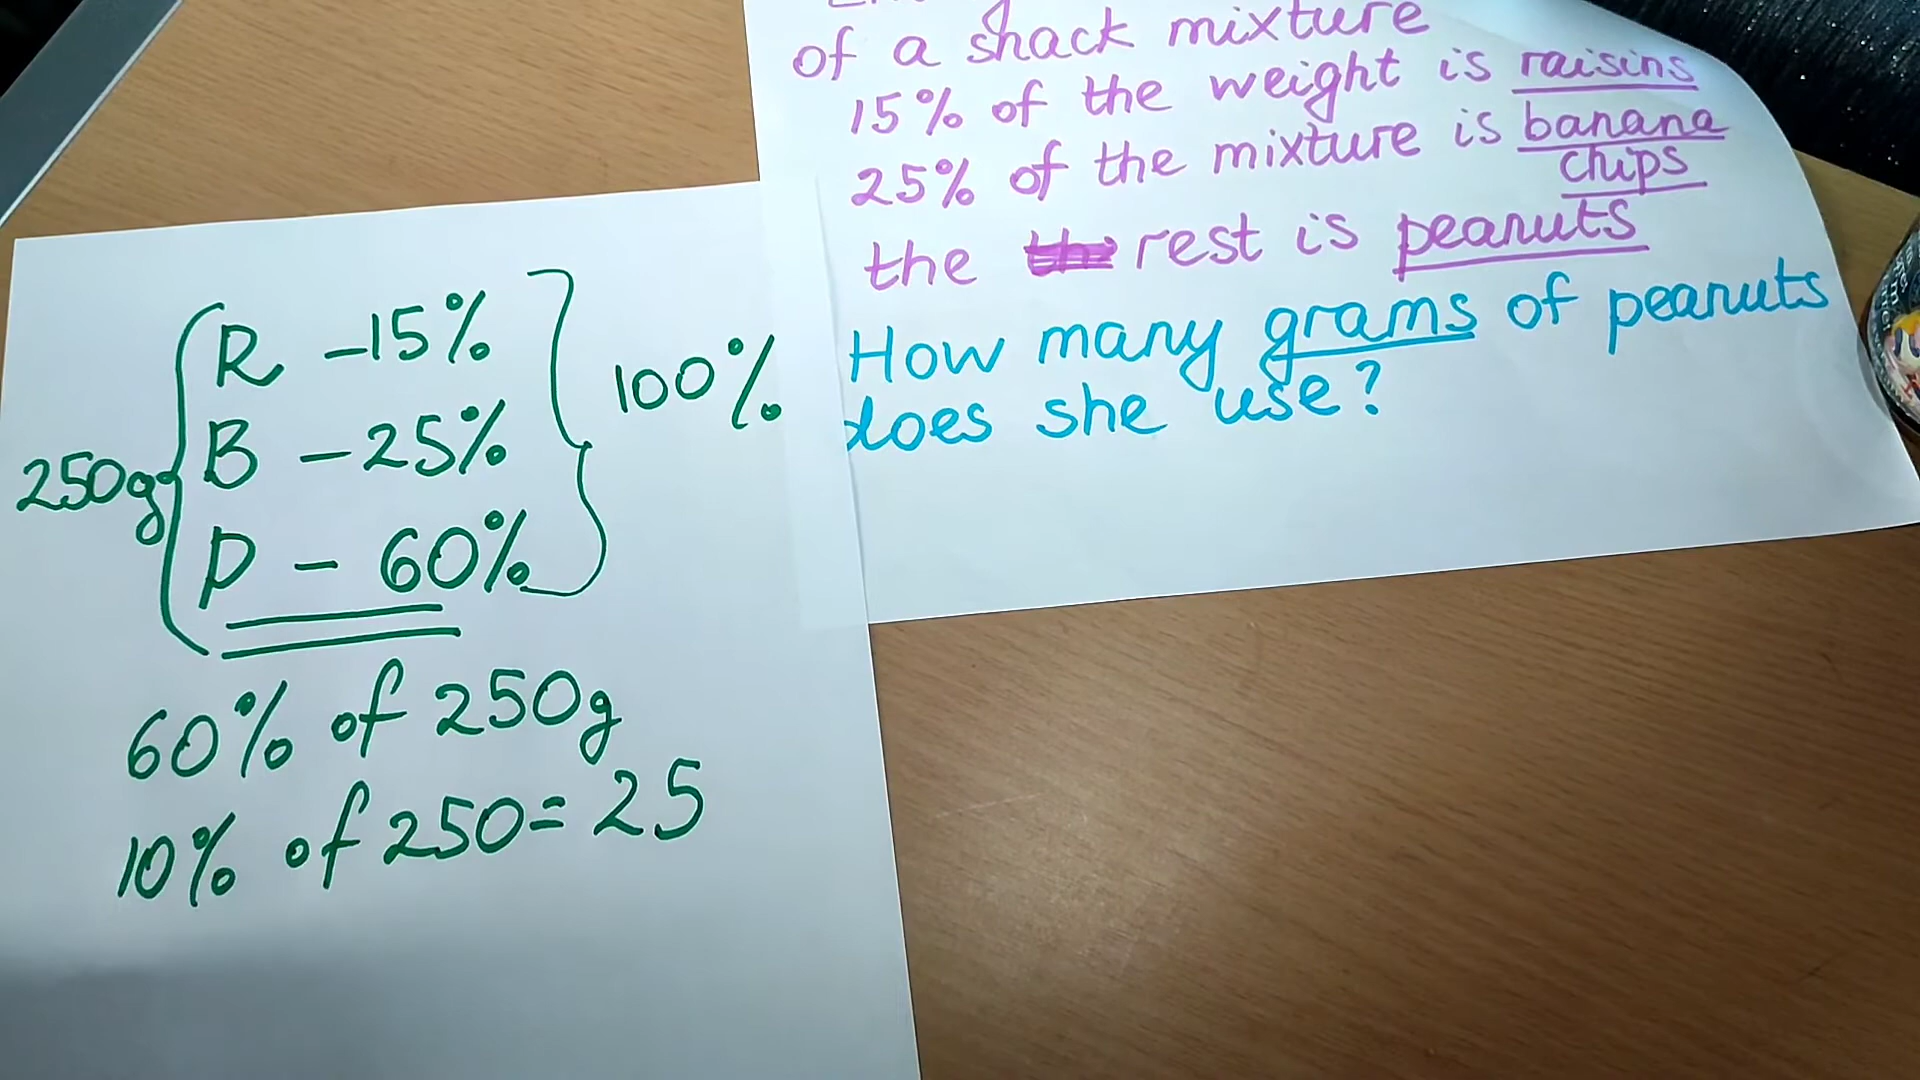 of a snack mixture
15% of the weight is raisins
25% of the mixture is banana
chips
the rest is peanuts
How many grams of peanuts
does she use?
R - 15%
B - 25%
P - 60%
250g
100%
60% of 250g
10% of 250 = 25